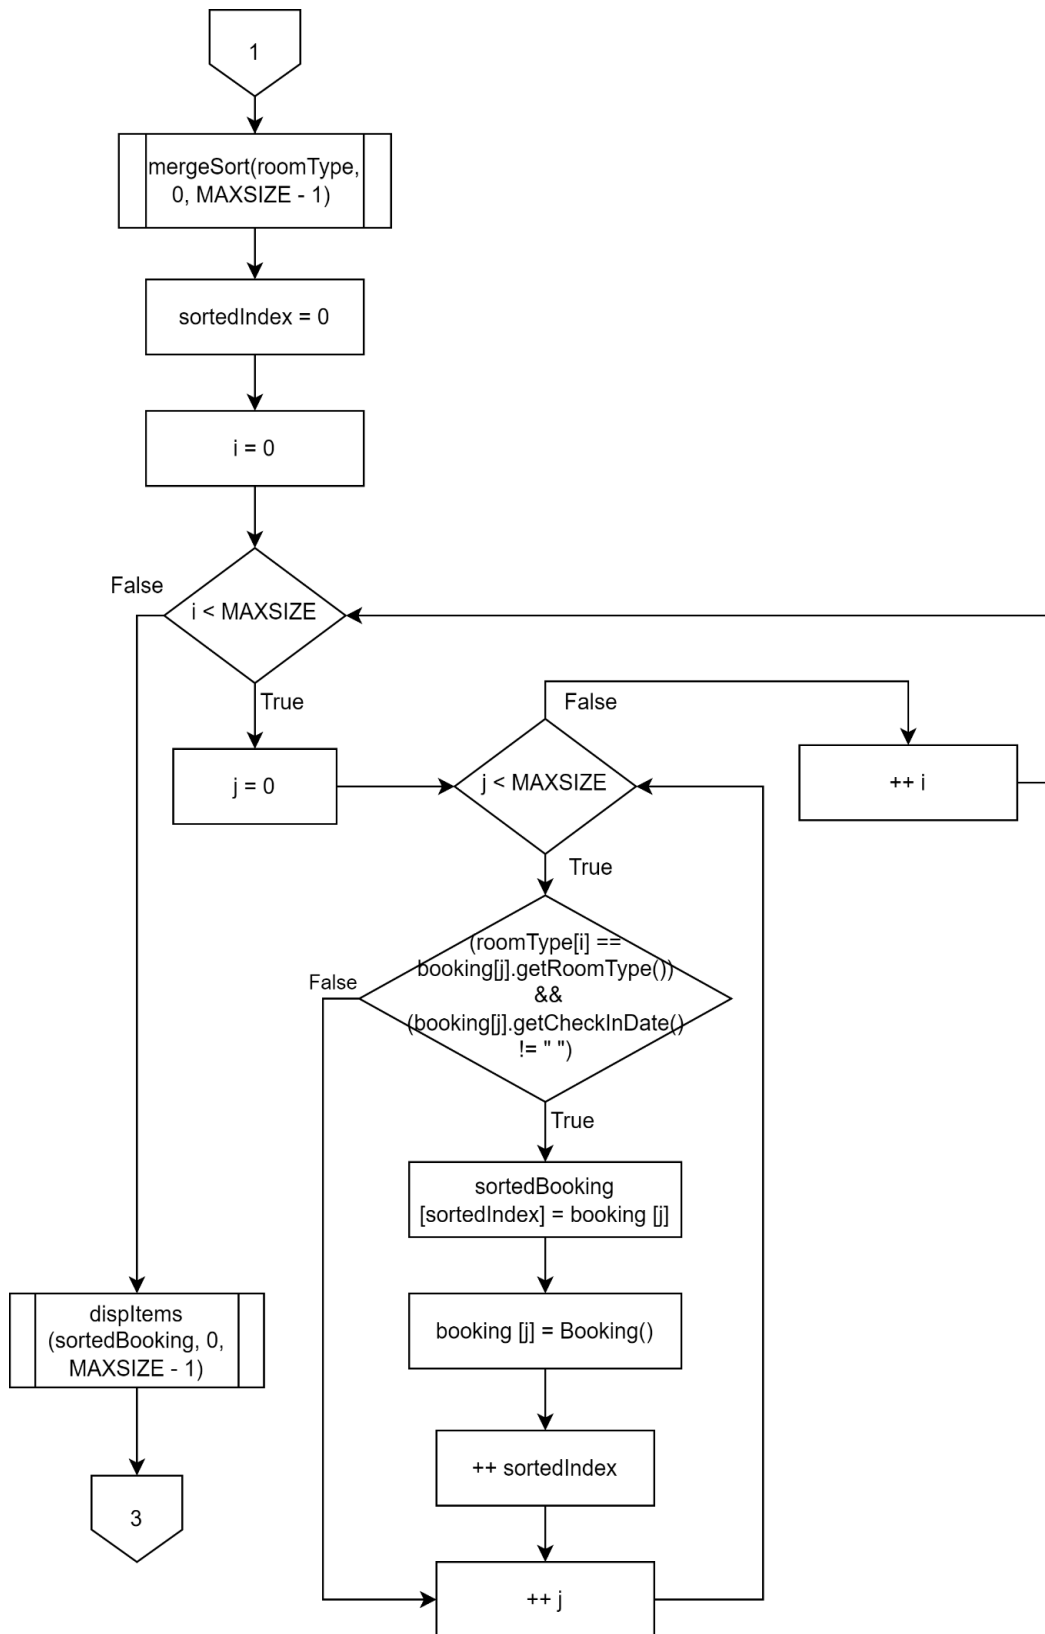 1
mergeSort(roomType,
0, MAXSIZE - 1)
sortedIndex = 0
i = 0
False
i < MAXSIZE
True
False
j = 0
j < MAXSIZE
++ i
True
(roomType[i] ==
booking[j].getRoomType())
&&
(booking[j].getCheckInDate()
!= " ")
False
True
sortedBooking
[sortedIndex] = booking [j]
booking [j] = Booking()
++ sortedIndex
++ j
dispItems
(sortedBooking, 0,
MAXSIZE - 1)
3